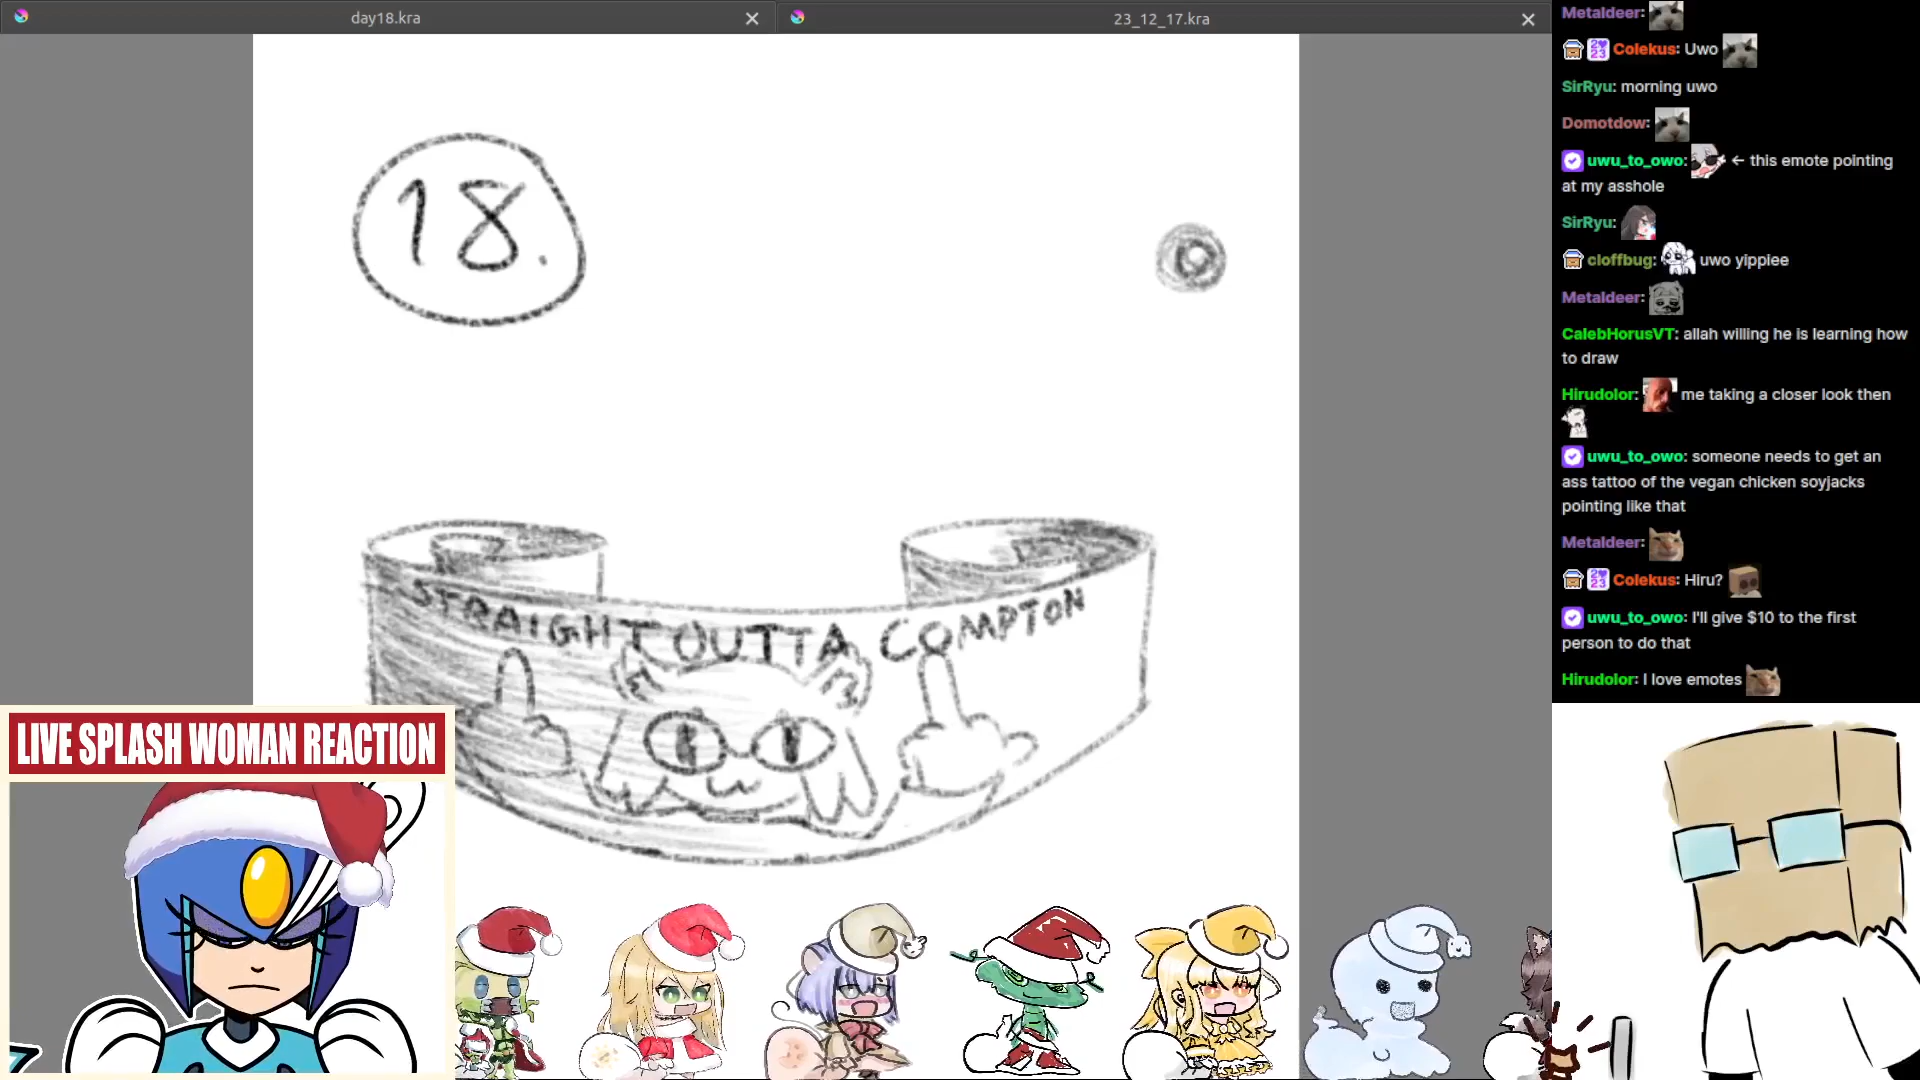 day18.kra
23_12_17.kra
18.
STRAIGHT OUTTA COMPTON
LIVE SPLASH WOMAN REACTION
Metaldeer:
Colekus: Uwo
SirRyu: morning uwo
Domotdow:
uwu_to_owo: ← this emote pointing
at my asshole
SirRyu:
cloffbug: uwo yippiee
Metaldeer:
CalebHorusVT: allah willing he is learning how
to draw
Hirudolor: me taking a closer look then
uwu_to_owo: someone needs to get an
ass tattoo of the vegan chicken soyjacks
pointing like that
Metaldeer:
Colekus: Hiru?
uwu_to_owo: I'll give $10 to the first
person to do that
Hirudolor: I love emotes